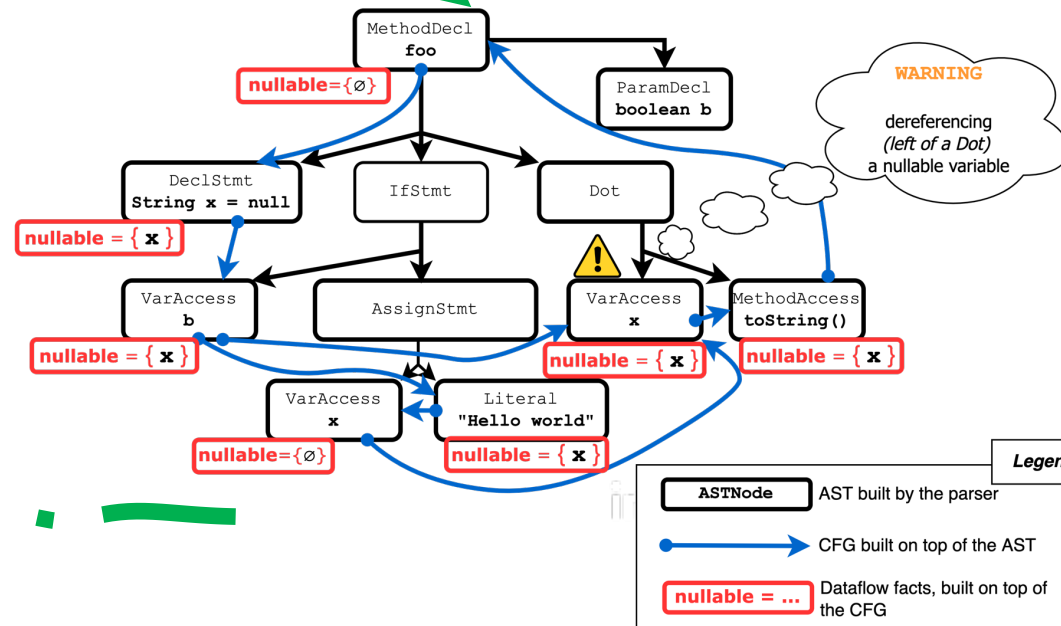 MethodDecl
foo
nullable={∅}
ParamDecl
boolean b
WARNING
dereferencing
(left of a Dot)
a nullable variable
DeclStmt
String x = null
nullable = { x }
IfStmt
Dot
VarAccess
b
nullable = { x }
AssignStmt
VarAccess
x
nullable = { x }
MethodAccess
toString()
nullable = { x }
VarAccess
x
nullable={∅}
Literal
"Hello world"
nullable = { x }
Legen
ASTNode
AST built by the parser
CFG built on top of the AST
nullable = ...
Dataflow facts, built on top of
the CFG